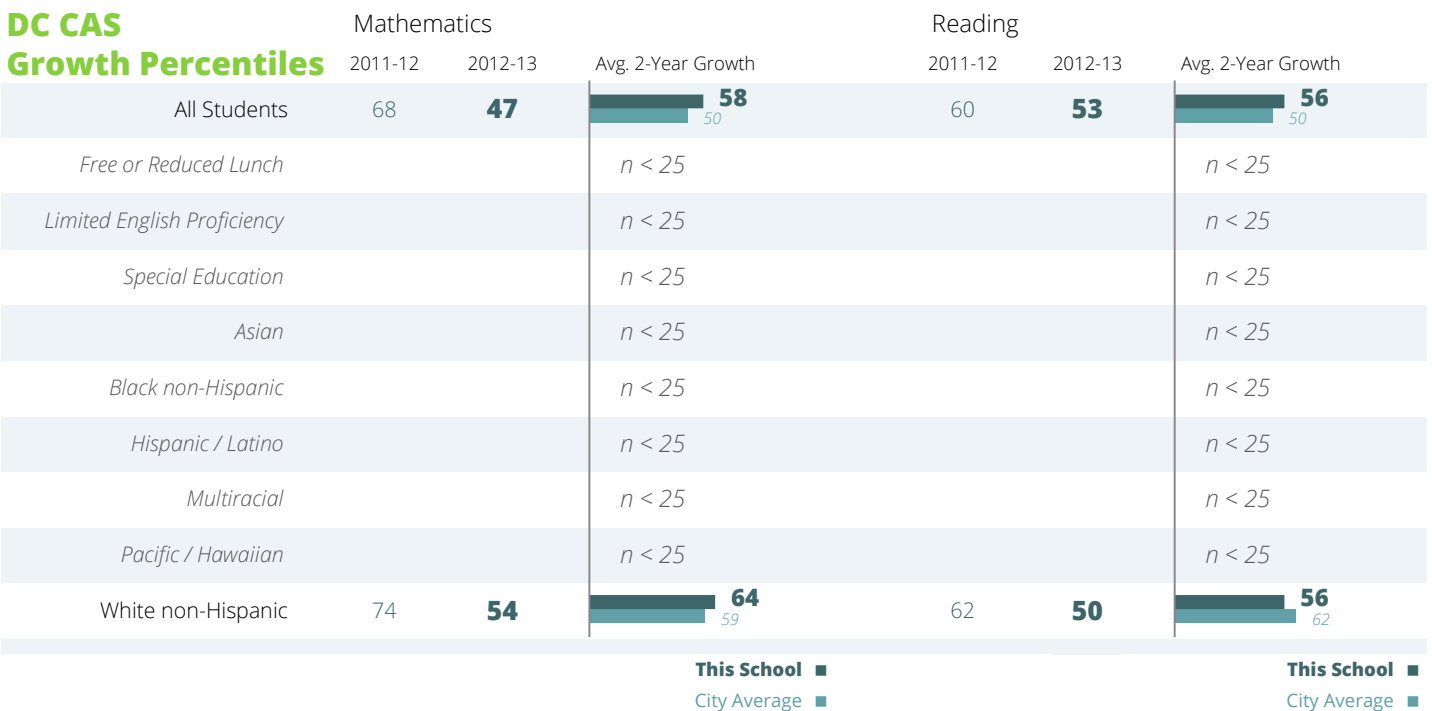 DC CAS
Growth Percentiles
Mathematics
Reading
2011-12 2012-13 Avg. 2-Year Growth 2011-12 2012-13 Avg. 2-Year Growth
All Students 68 47 58 50 60 53 56 50
Free or Reduced Lunch n < 25 n < 25
Limited English Proficiency n < 25 n < 25
Special Education n < 25 n < 25
Asian n < 25 n < 25
Black non-Hispanic n < 25 n < 25
Hispanic / Latino n < 25 n < 25
Multiracial n < 25 n < 25
Pacific / Hawaiian n < 25 n < 25
White non-Hispanic 74 54 64 59 62 50 56 62
This School This School
City Average City Average